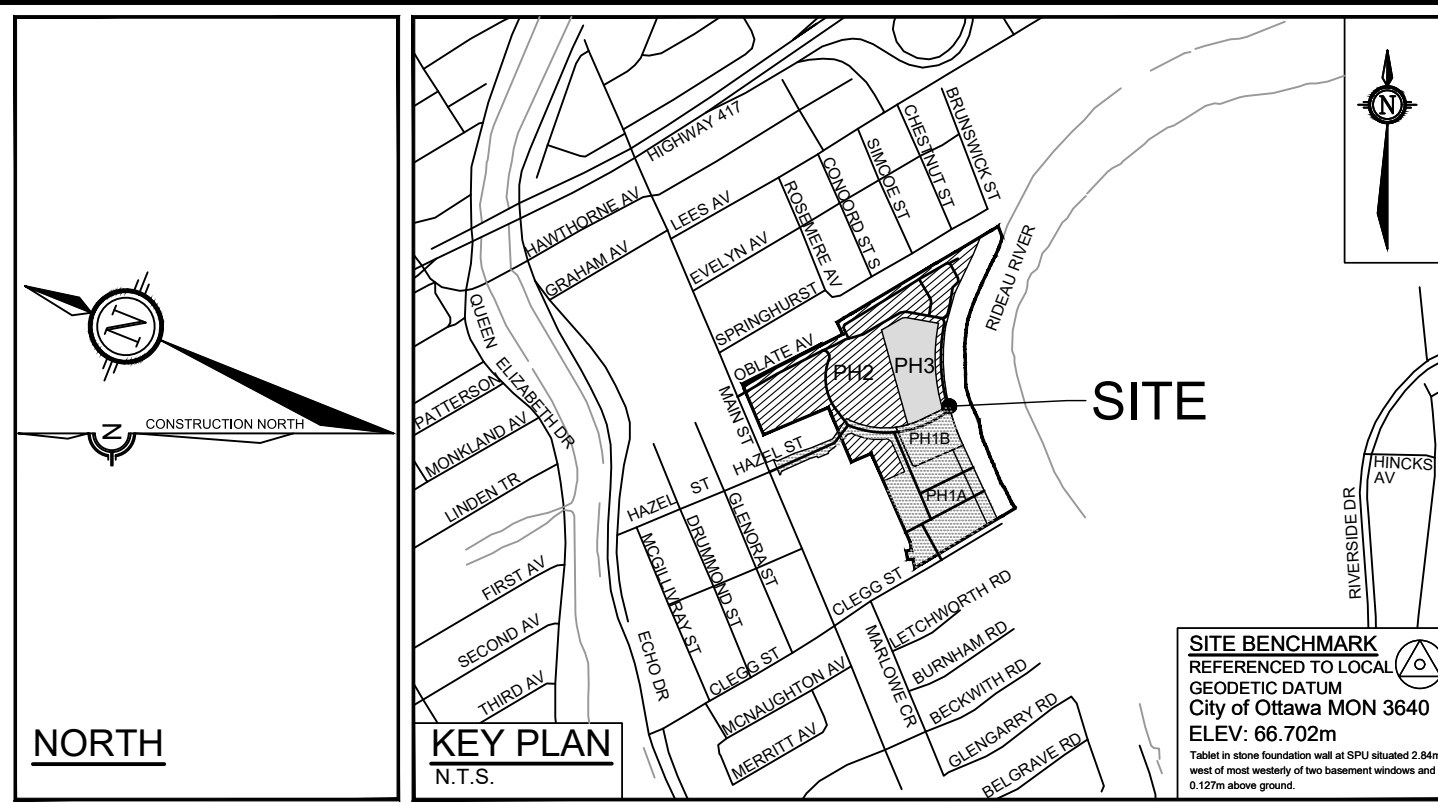 N
N
CONSTRUCTION NORTH
NORTH
HIGHWAY 417
BRUNSWICK ST
CHESTNUT ST
SIMCOE ST
CONCORD ST S
ROSEMERE AV
HAWTHORNE AV
LEES AV
GRAHAM AV
EVELYN AV
SPRINGHURST
OBLATE AV
RIDEAU RIVER
QUEEN ELIZABETH DR
PATTERSON
MONKLAND AV
LINDEN TR
MAIN ST
PH2
PH3
SITE
PH1B
PH1A
HAZEL ST
HAZEL ST
GLENORA ST
DRUMMOND ST
MCGILLIVRAY ST
FIRST AV
SECOND AV
THIRD AV
ECHO DR
CLEGG ST
CLEGG ST
MCNAUGHTON AV
MERRITT AV
MARLOWE CR
LETCHWORTH RD
BURNHAM RD
BECKWITH RD
GLENGARRY RD
BELGRAVE RD
KEY PLAN
N.T.S.
N
HINCKS
AV
RIVERSIDE DR
SITE BENCHMARK
REFERENCED TO LOCAL
GEODETIC DATUM
City of Ottawa MON 3640
ELEV: 66.702m
Tablet in stone foundation wall at SPU situated 2.84m
west of most westerly of two basement windows and
0.127m above ground.